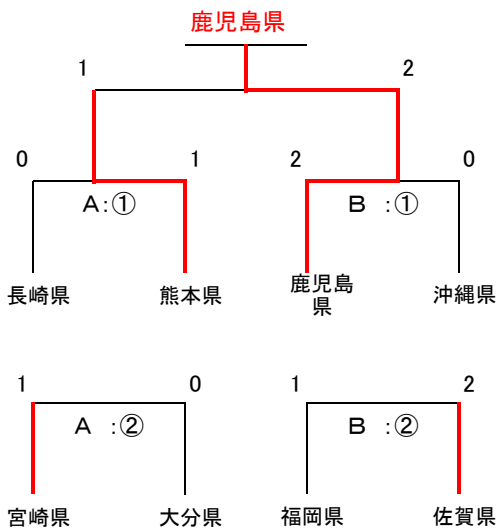 鹿児島県
1 2
0 1 2 0
A:① B :①
長崎県 熊本県 鹿児島 沖縄県
県
1 0 1 2
A :② B :②
宮崎県 大分県 福岡県 佐賀県